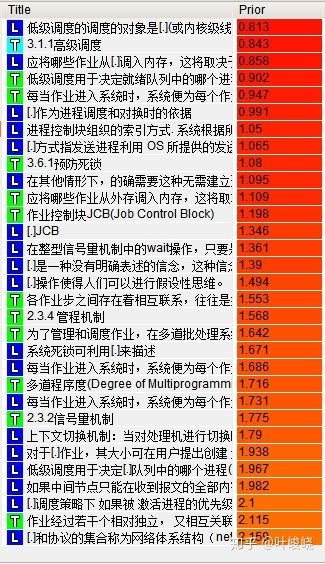 Title Prior
L 低级调度的调度的对象是[.](或内核级线 0.813
T 3.1.1高级调度 0.843
L 应将哪些作业从[.]调入内存，这将取决于 0.858
T 低级调度用于决定就绪队列中的哪个进程 0.902
T 每当作业进入系统时，系统便为每个作 0.947
L [.]作为进程调度和对换时的依据 0.991
L 进程控制块组织的索引方式. 系统根据所 1.05
L [.]方式指发送进程利用 OS 所提供的发送 1.065
T 3.6.1预防死锁 1.08
L 在其他情形下，的确需要这种无需建立 1.095
T 应将哪些作业从外存调入内存，这将取 1.109
T 作业控制块JCB(Job Control Block) 1.198
L [.]JCB 1.346
L 在整型信号量机制中的wait操作，只要是 1.361
L [.]是一种没有明确表述的信念，这种信念 1.39
L [.]操作使得人们可以进行假设性思维。 1.494
T 各作业步之间存在着相互联系，往往是 1.553
T 2.3.4 管程机制 1.568
T 为了管理和调度作业，在多道批处理系 1.642
L 系统死锁可利用[.]来描述 1.671
L 每当作业进入系统时，系统便为每个作 1.686
T 多道程序度(Degree of Multiprogrammi 1.716
L 每当作业进入系统时，系统便为每个作 1.731
T 2.3.2信号量机制 1.775
L 上下文切换机制：当对处理机进行切换 1.79
L 对于[.]作业，其大小可在用户提出创建 1.938
L 低级调度用于决定[.]队列中的哪个进程( 1.967
L 如果中间节点只能在收到报文的全部内 1.982
L [.]调度策略下 如果被 激活进程的优先级 2.1
T 作业经过若干个相对独立，又相互关联 2.115
L [.]和协议的集合称为网络体系结构（net 2.159
知乎 @叶峻峣